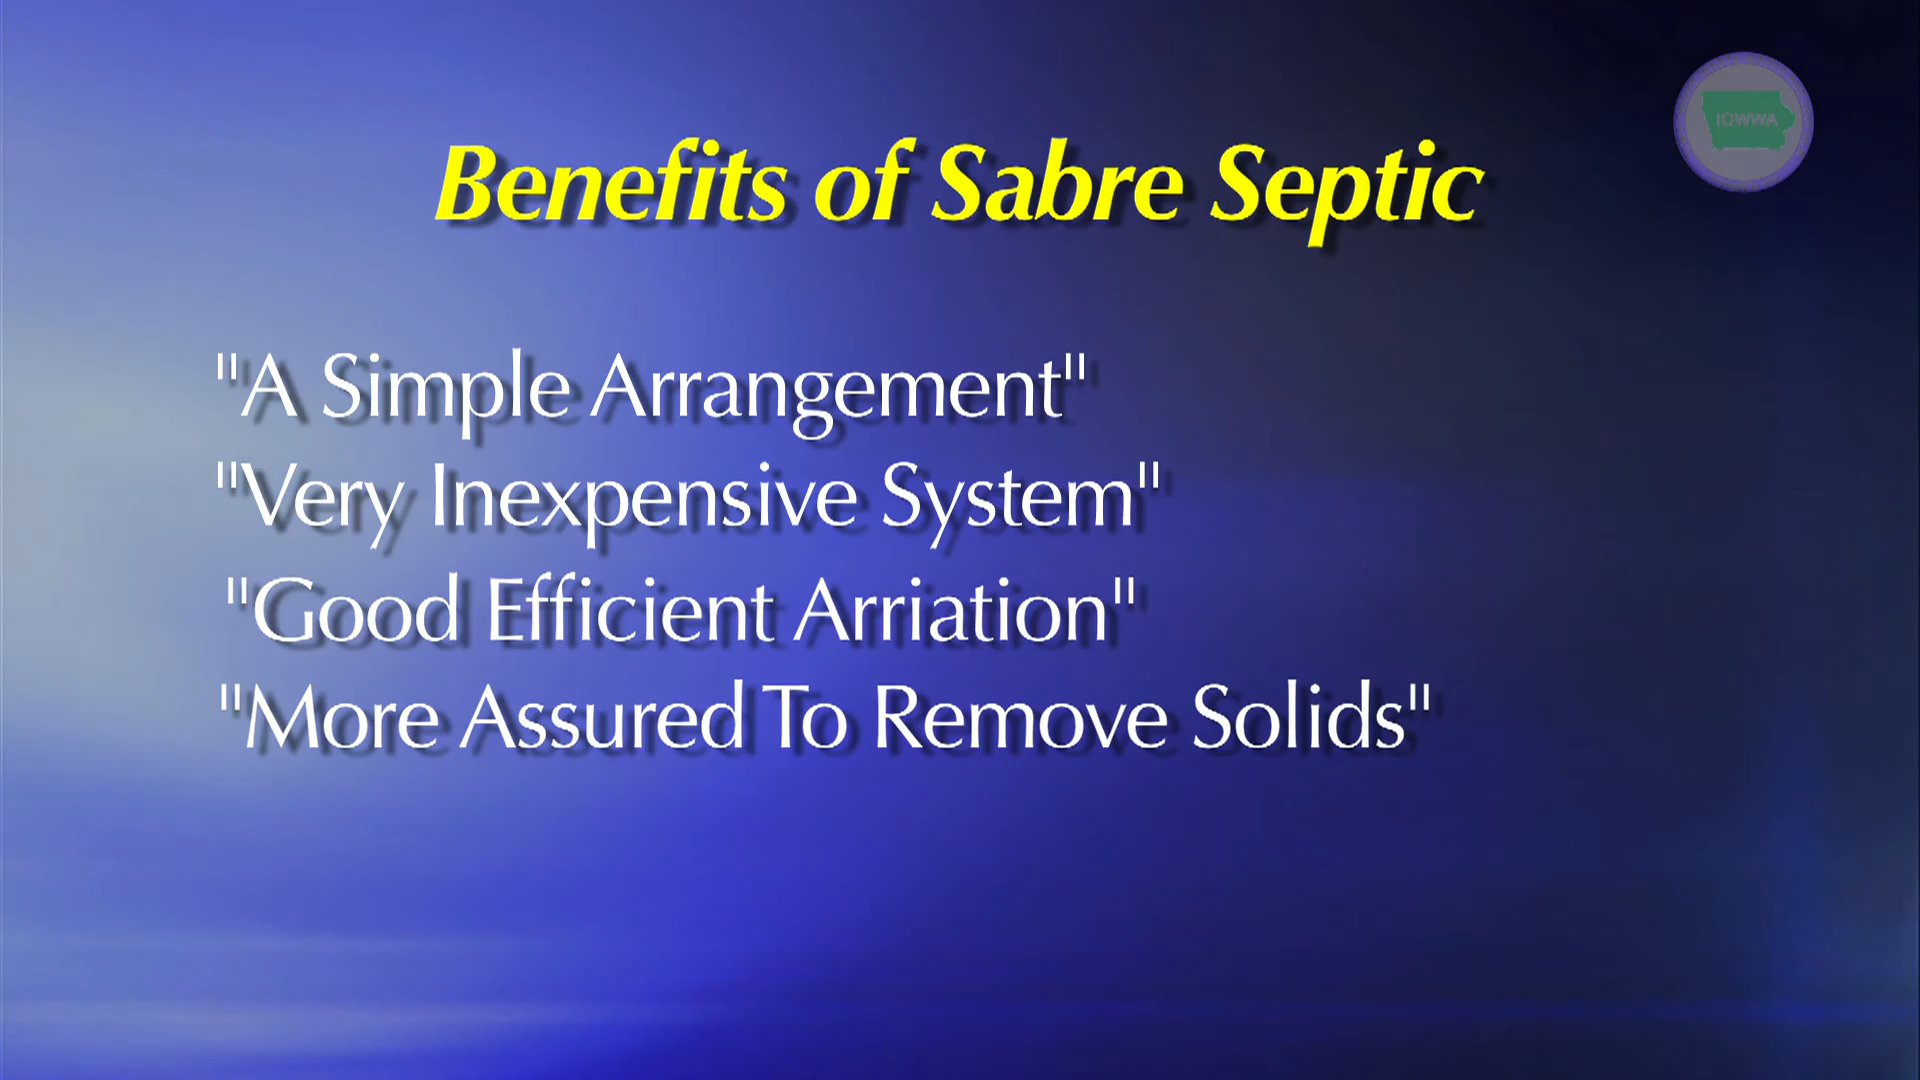 IOWWA
Benefits of Sabre Septic
"A Simple Arrangement"
"Very Inexpensive System"
"Good Efficient Arriation"
"More Assured To Remove Solids"